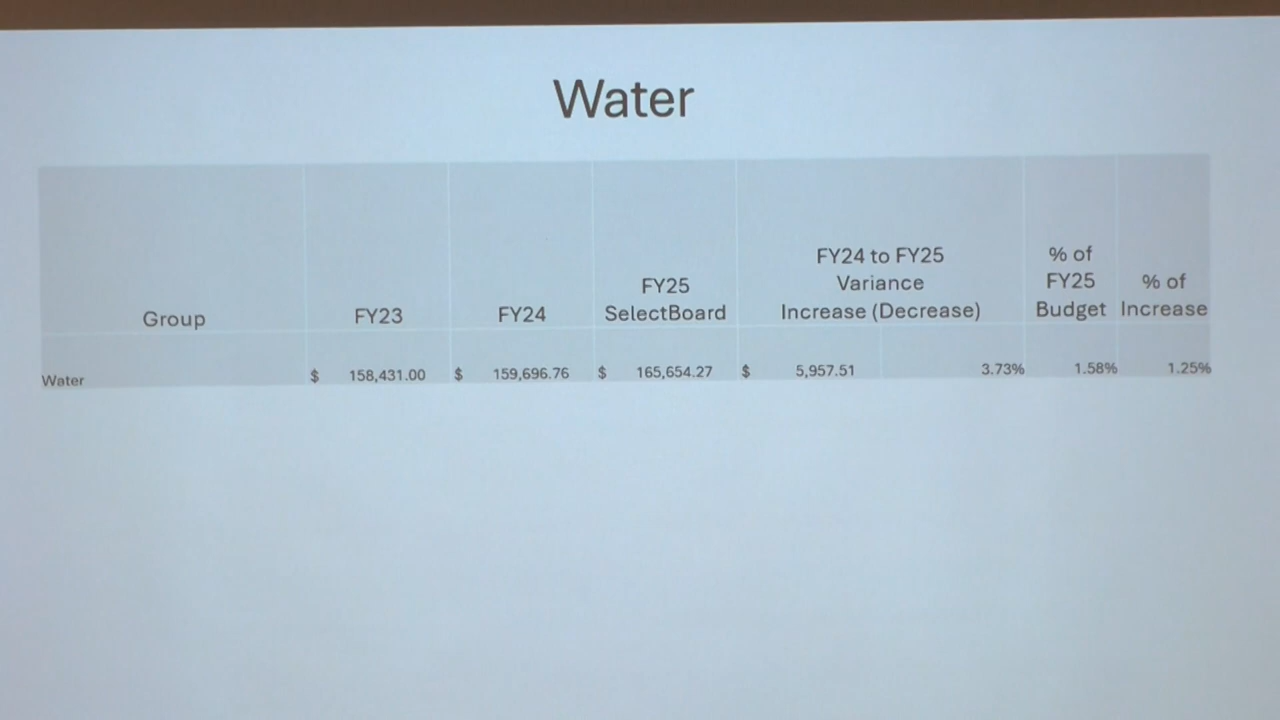 Water
Group FY23 FY24 FY25 SelectBoard FY24 to FY25 Variance Increase (Decrease) % of FY25 Budget % of Increase
Water $ 158,431.00 $ 159,696.76 $ 165,654.27 $ 5,957.51 3.73% 1.58% 1.25%